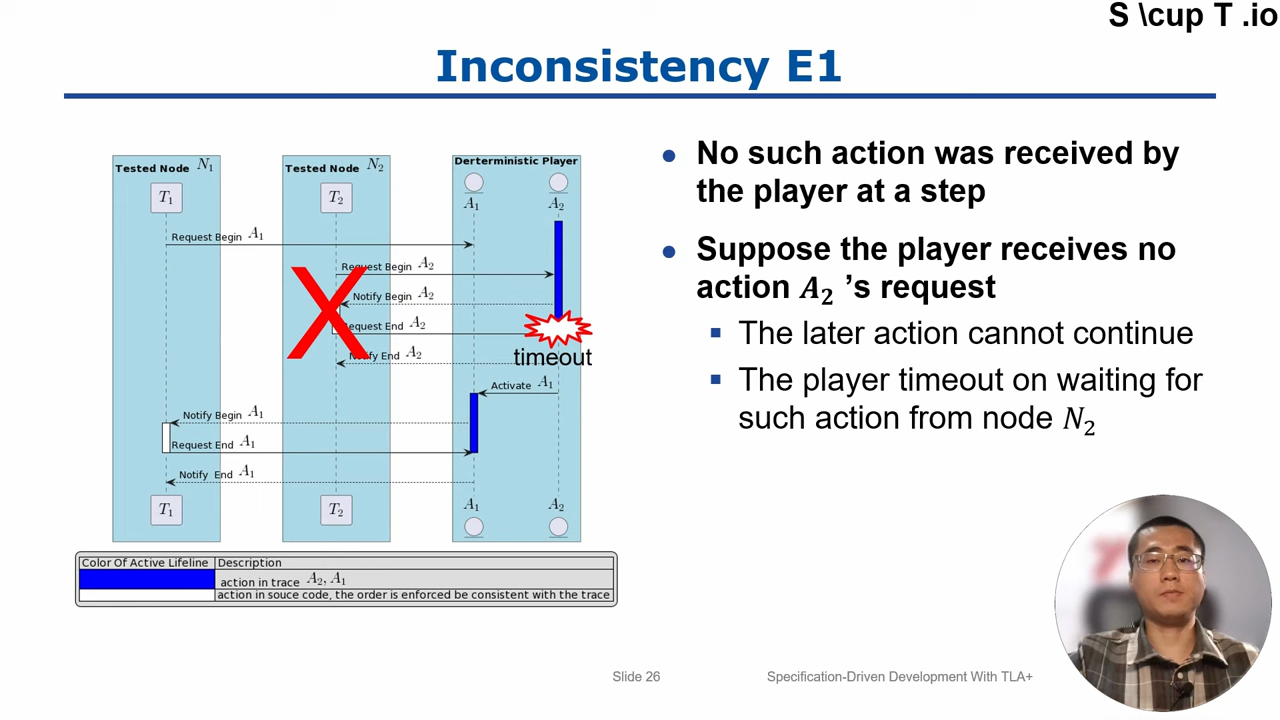 S \cup T .io
Inconsistency E1
Tested Node N₁
Tested Node N₂
Derterministic Player
T₁
T₂
A₁
A₂
Request Begin A₁
Request Begin A₂
Notify Begin A₂
Request End A₂
Notify End A₂
timeout
Activate A₁
Notify Begin A₁
Request End A₁
Notify End A₁
T₁
T₂
A₁
A₂
Color Of Active Lifeline
Description
action in trace A₂, A₁
action in souce code, the order is enforced be consistent with the trace
• No such action was received by
the player at a step
• Suppose the player receives no
action A₂ ’s request
▪ The later action cannot continue
▪ The player timeout on waiting for
such action from node N₂
Slide 26
Specification-Driven Development With TLA+